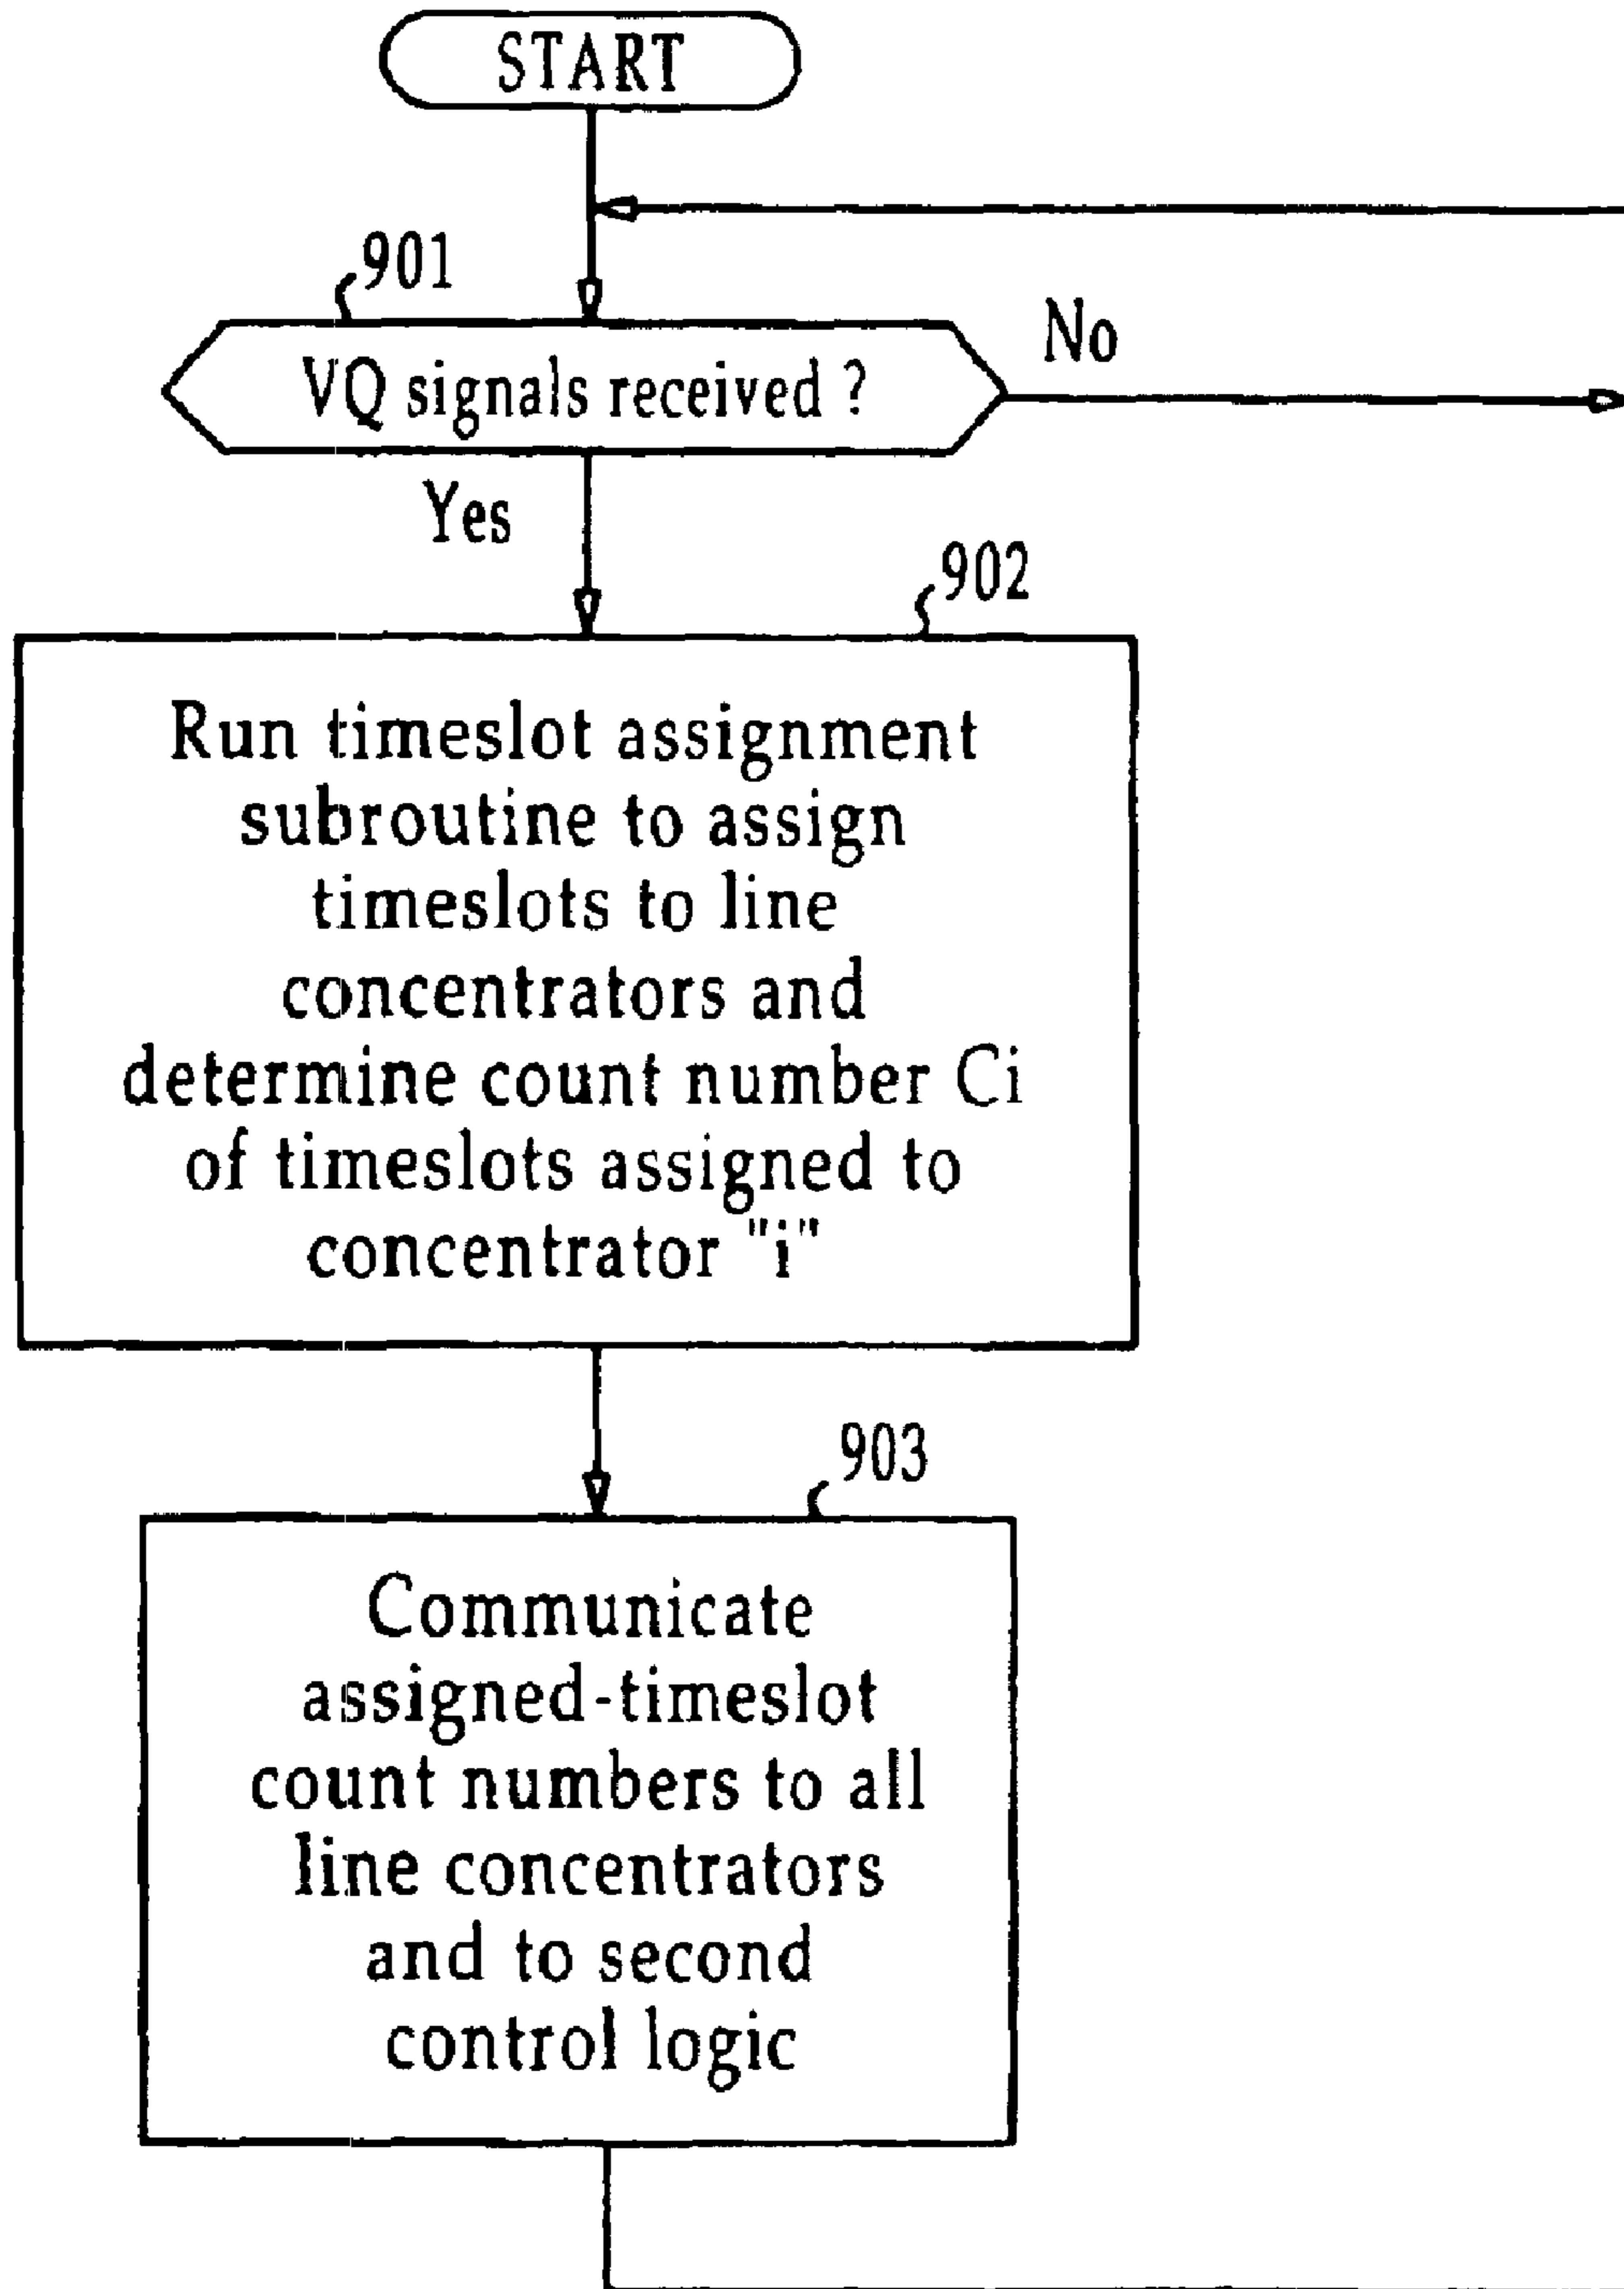 START
901
VQ signals received ?
No
Yes
902
Run timeslot assignment
subroutine to assign
timeslots to line
concentrators and
determine count number Ci
of timeslots assigned to
concentrator "i"
903
Communicate
assigned-timeslot
count numbers to all
line concentrators
and to second
control logic